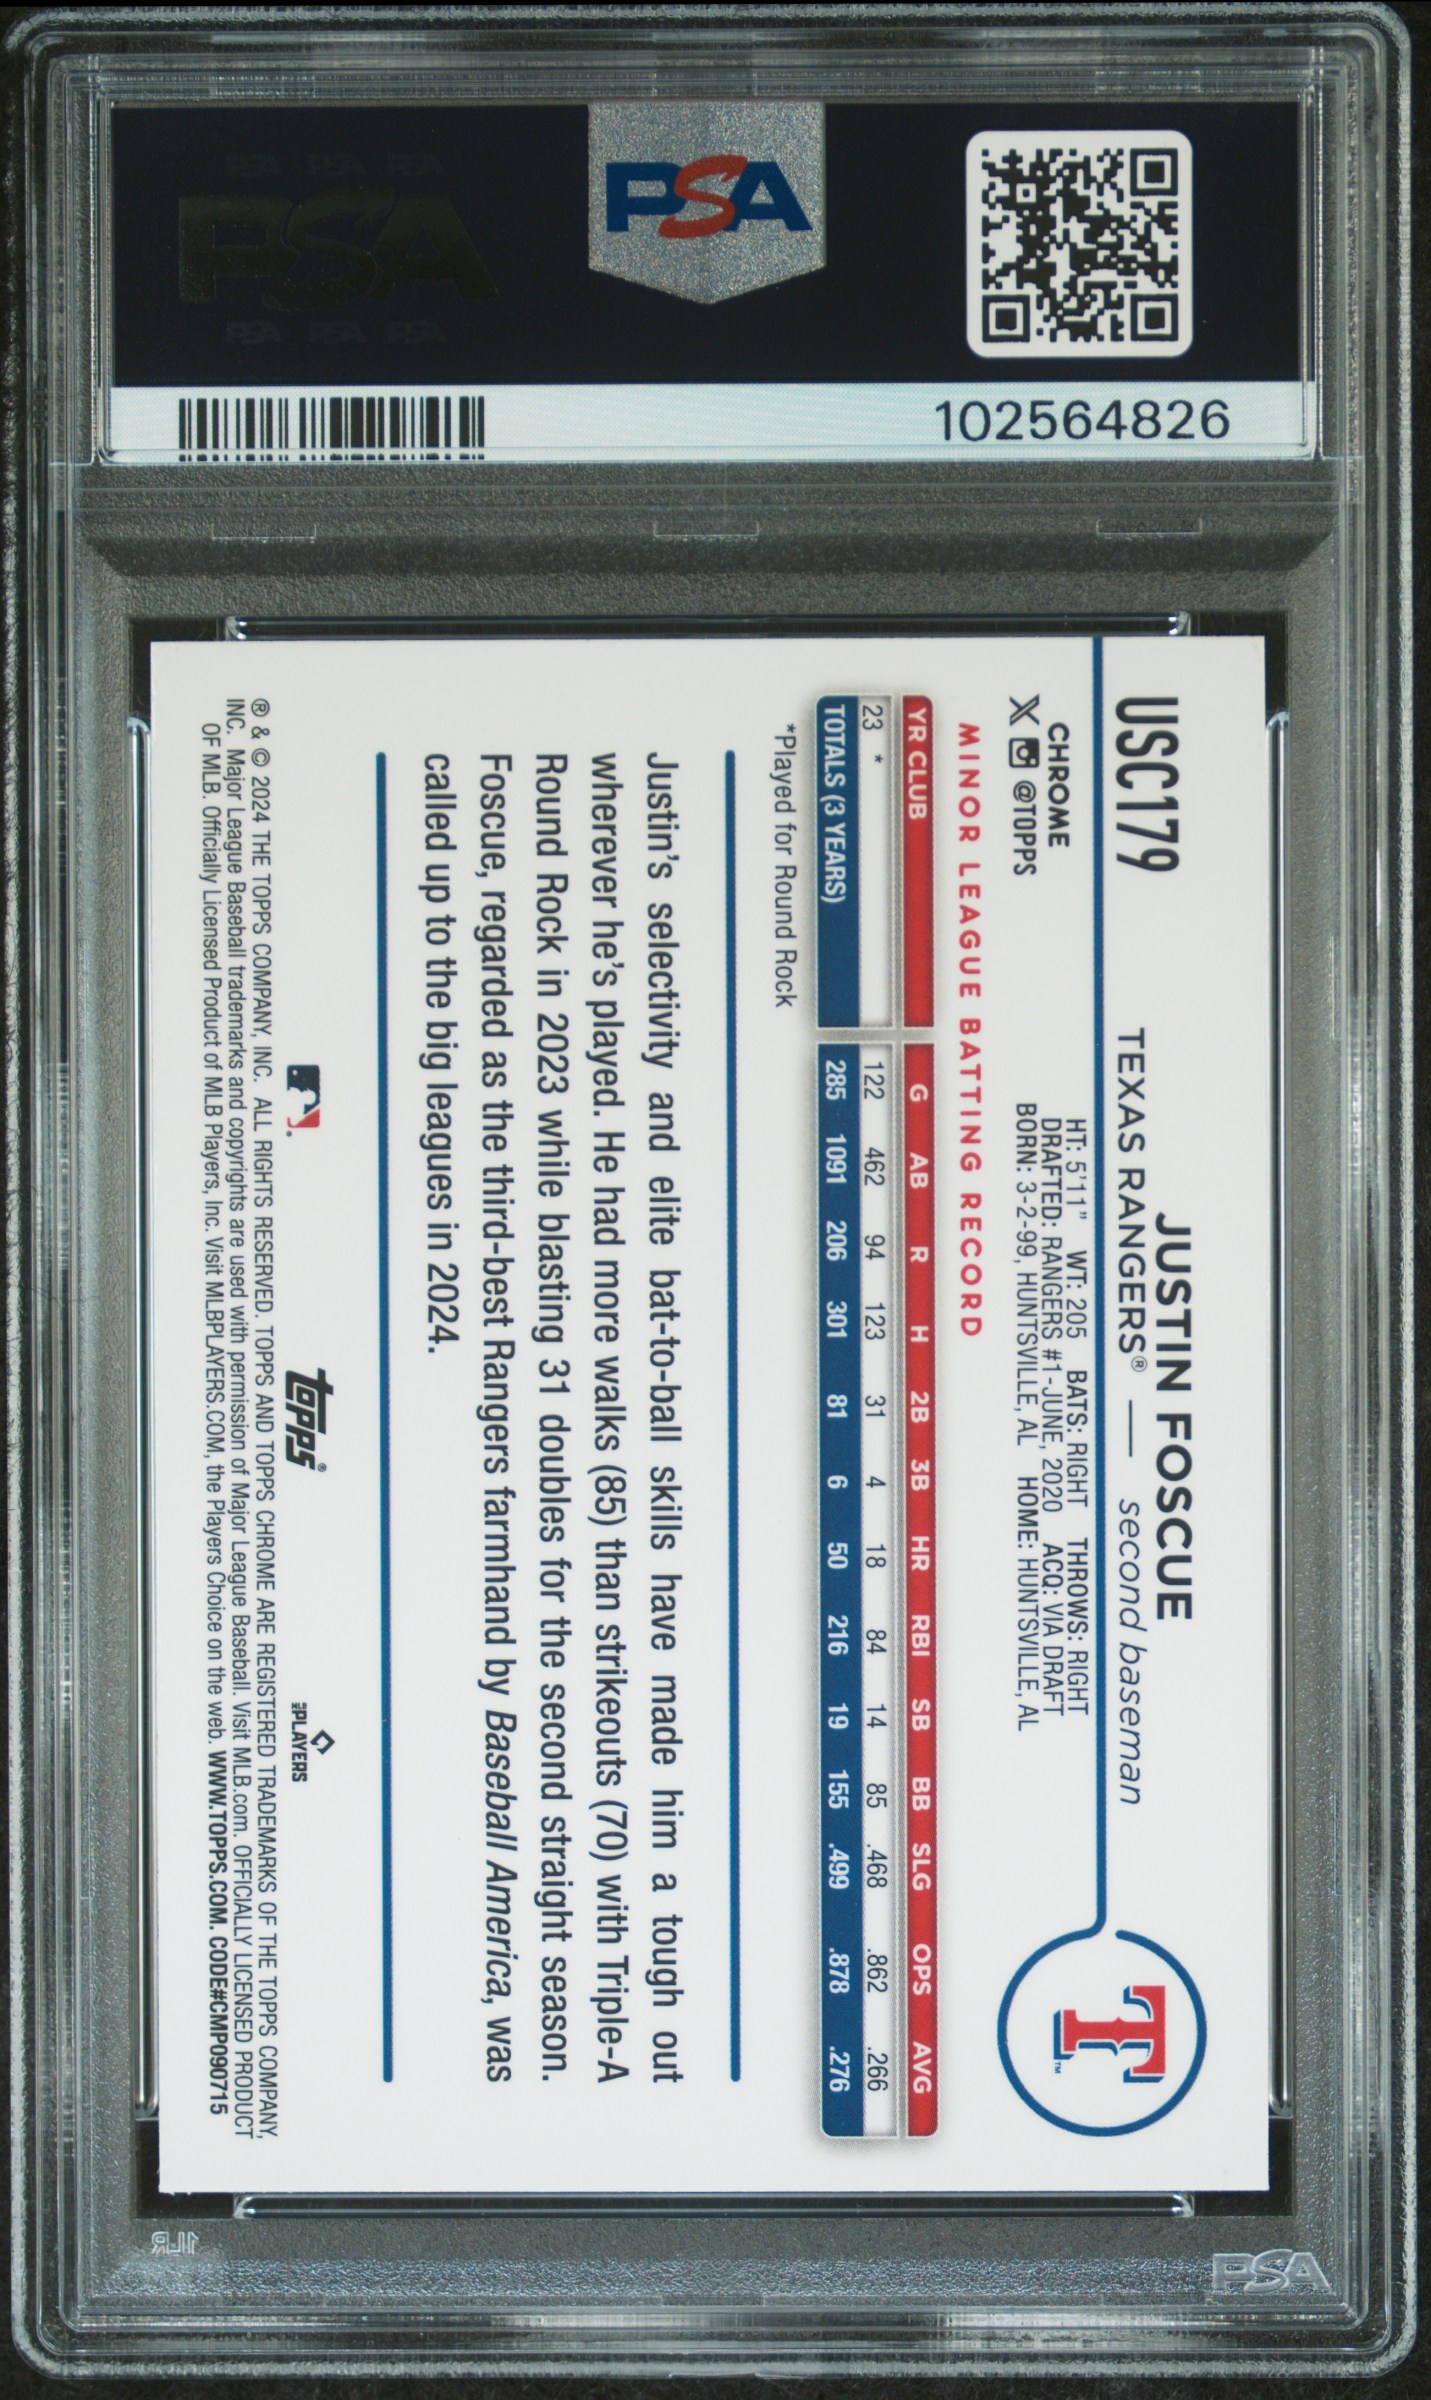 PSA
102564826
USC179
JUSTIN FOSCUE
TEXAS RANGERS® — second baseman
CHROME
@TOPPS
HT: 5'11" WT: 205 BATS: RIGHT THROWS: RIGHT
DRAFTED: RANGERS #1-JUNE, 2020 ACQ: VIA DRAFT
BORN: 3-2-99, HUNTSVILLE, AL HOME: HUNTSVILLE, AL
T™
MINOR LEAGUE BATTING RECORD
YR CLUB G AB R H 2B 3B HR RBI SB BB SLG OPS AVG
23 * 122 462 94 123 31 4 18 84 14 85 .468 .862 .266
TOTALS (3 YEARS) 285 1091 206 301 81 6 50 216 19 155 .499 .878 .276
*Played for Round Rock
Justin's selectivity and elite bat-to-ball skills have made him a tough out
wherever he's played. He had more walks (85) than strikeouts (70) with Triple-A
Round Rock in 2023 while blasting 31 doubles for the second straight season.
Foscue, regarded as the third-best Rangers farmhand by Baseball America, was
called up to the big leagues in 2024.
topps®
PLAYERS
® & © 2024 THE TOPPS COMPANY, INC. ALL RIGHTS RESERVED. TOPPS AND TOPPS CHROME ARE REGISTERED TRADEMARKS OF THE TOPPS COMPANY,
INC. Major League Baseball trademarks and copyrights are used with permission of Major League Baseball. Visit MLB.com. OFFICIALLY LICENSED PRODUCT
OF MLB. Officially Licensed Product of MLB Players, Inc. Visit MLBPLAYERS.COM, the Players Choice on the web. WWW.TOPPS.COM. CODE#CMP090715
PSA